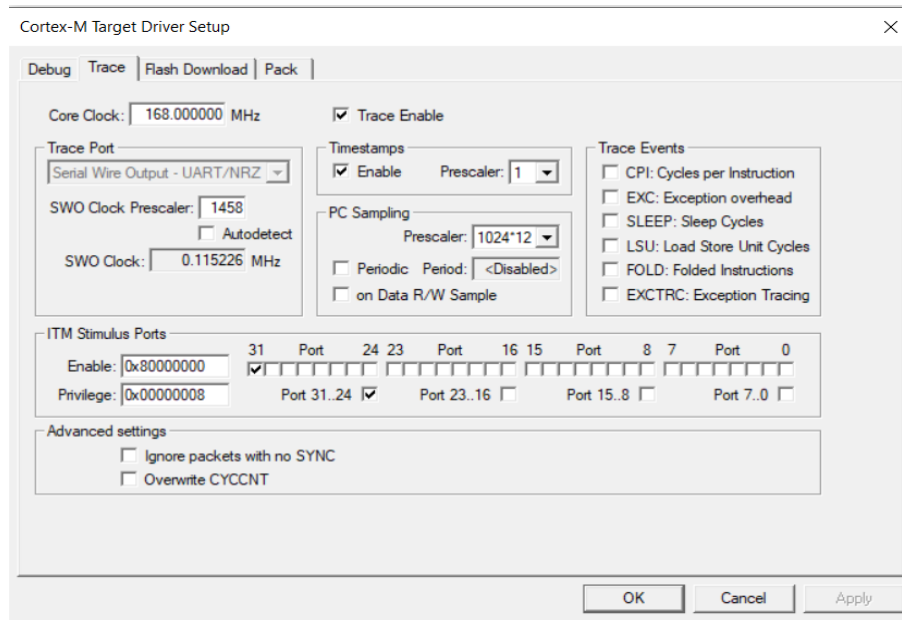 Cortex-M Target Driver Setup
Debug Trace Flash Download Pack
Core Clock: 168.000000 MHz Trace Enable
Trace Port
Serial Wire Output - UART/NRZ
SWO Clock Prescaler: 1458
Autodetect
SWO Clock: 0.115226 MHz
Timestamps
Enable Prescaler: 1
PC Sampling
Prescaler: 1024*12
Periodic Period: <Disabled>
on Data R/W Sample
Trace Events
CPI: Cycles per Instruction
EXC: Exception overhead
SLEEP: Sleep Cycles
LSU: Load Store Unit Cycles
FOLD: Folded Instructions
EXCTRC: Exception Tracing
ITM Stimulus Ports
31 Port 24 23 Port 16 15 Port 8 7 Port 0
Enable: 0x80000000
Privilege: 0x00000008 Port 31..24 Port 23..16 Port 15..8 Port 7..0
Advanced settings
Ignore packets with no SYNC
Overwrite CYCCNT
OK Cancel Apply